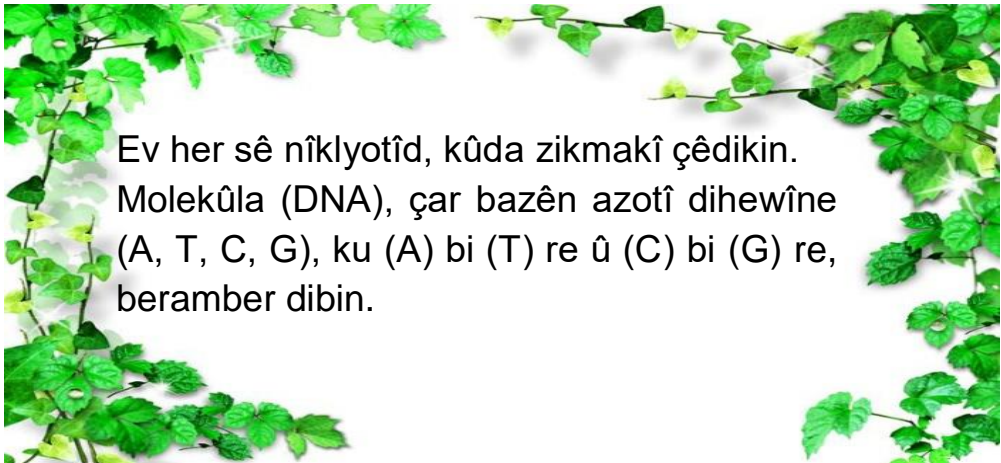 Ev her sê nîklyotîd, kûda zikmakî çêdikin.
Molekûla (DNA), çar bazên azotî dihewîne
(A, T, C, G), ku (A) bi (T) re û (C) bi (G) re,
beramber dibin.